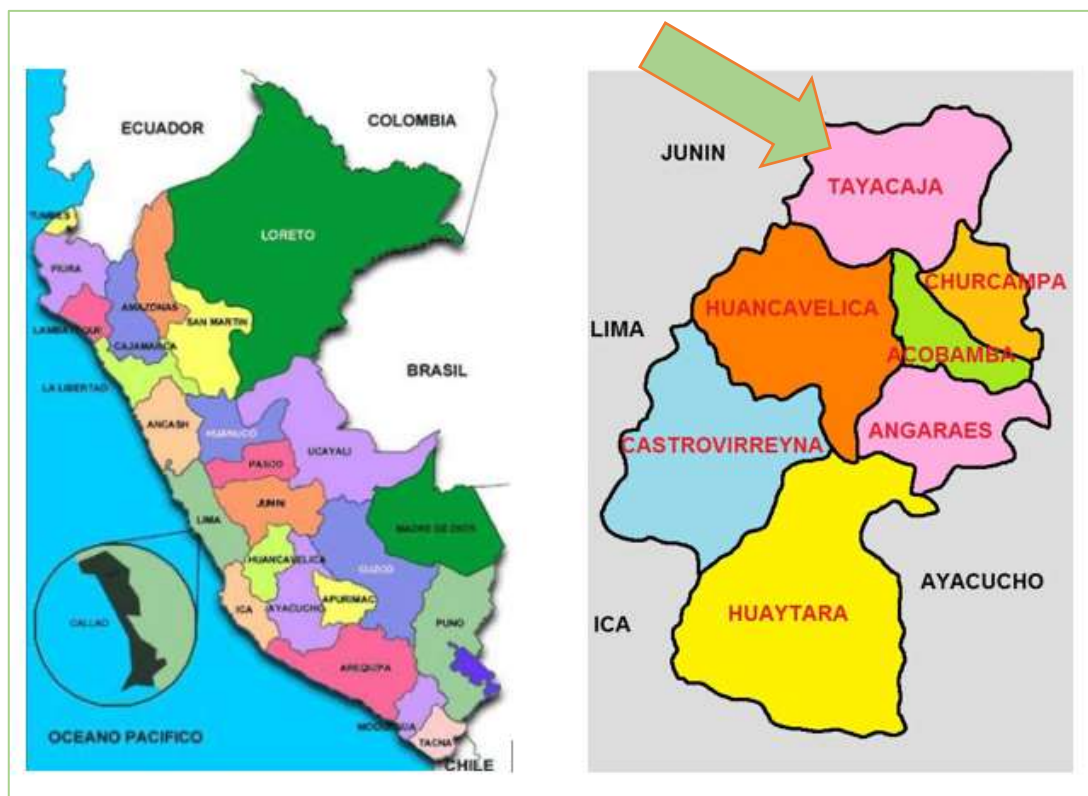 ECUADOR
COLOMBIA
TUMBES
LORETO
PIURA
AMAZONAS
LAMBAYEQUE
SAN MARTIN
CAJAMARCA
BRASIL
LA LIBERTAD
ANCASH
HUANUCO
UCAYALI
PASCO
JUNIN
LIMA
MADRE DE DIOS
HUANCAVELICA
CUZCO
ICA
AYACUCHO
APURIMAC
PUNO
CALLAO
AREQUIPA
MOQUEGUA
OCEANO PACIFICO
TACNA
CHILE
JUNIN
TAYACAJA
CHURCAMPA
HUANCAVELICA
LIMA
ACOBAMBA
CASTROVIRREYNA
ANGARAES
AYACUCHO
HUAYTARA
ICA